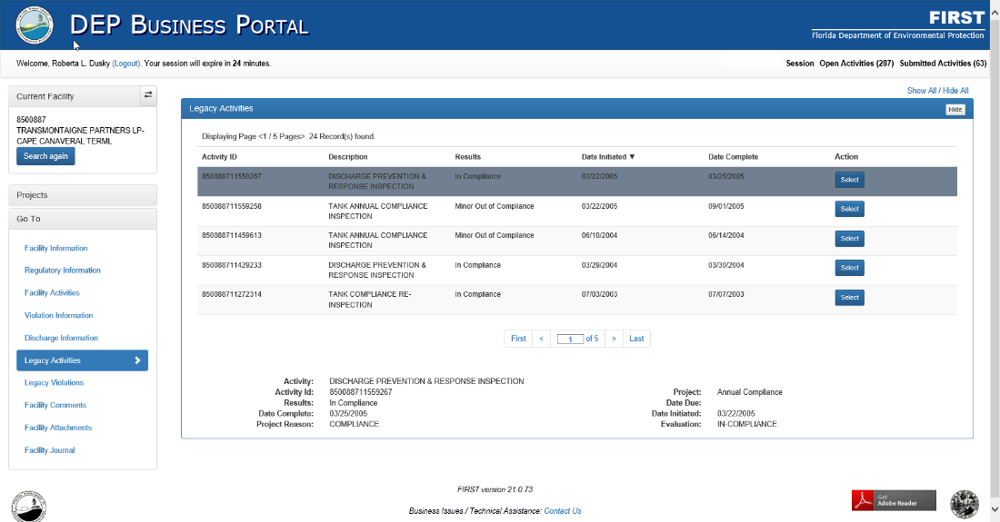 DEP BUSINESS PORTAL
FIRST
Florida Department of Environmental Protection
Welcome, Roberta L. Dusky (Logout). Your session will expire in 24 minutes.
Session Open Activities (287) Submitted Activities (63)
Current Facility
8500887
TRANSMONTAIGNE PARTNERS LP-
CAPE CANAVERAL TERML
Search again
Projects
Go To
Facility Information
Regulatory Information
Facility Activities
Violation Information
Discharge Information
Legacy Activities
Legacy Violations
Facility Comments
Facility Attachments
Facility Journal
Show All / Hide All
Legacy Activities Hide
Displaying Page <1 / 5 Pages>. 24 Record(s) found.
Activity ID Description Results Date Initiated ▼ Date Complete Action
850088711559267 DISCHARGE PREVENTION & In Compliance 03/22/2005 03/25/2005 Select
RESPONSE INSPECTION
850088711559258 TANK ANNUAL COMPLIANCE Minor Out of Compliance 03/22/2005 09/01/2005 Select
INSPECTION
850088711459613 TANK ANNUAL COMPLIANCE Minor Out of Compliance 06/10/2004 06/14/2004 Select
INSPECTION
850088711429233 DISCHARGE PREVENTION & In Compliance 03/29/2004 03/30/2004 Select
RESPONSE INSPECTION
850088711272314 TANK COMPLIANCE RE- In Compliance 07/03/2003 07/07/2003 Select
INSPECTION
First < 1 of 5 > Last
Activity: DISCHARGE PREVENTION & RESPONSE INSPECTION
Activity Id: 850088711559267 Project: Annual Compliance
Results: In Compliance Date Due:
Date Complete: 03/25/2005 Date Initiated: 03/22/2005
Project Reason: COMPLIANCE Evaluation: IN-COMPLIANCE
FIRST version 21.0.73
Business Issues / Technical Assistance: Contact Us
Get
Adobe Reader